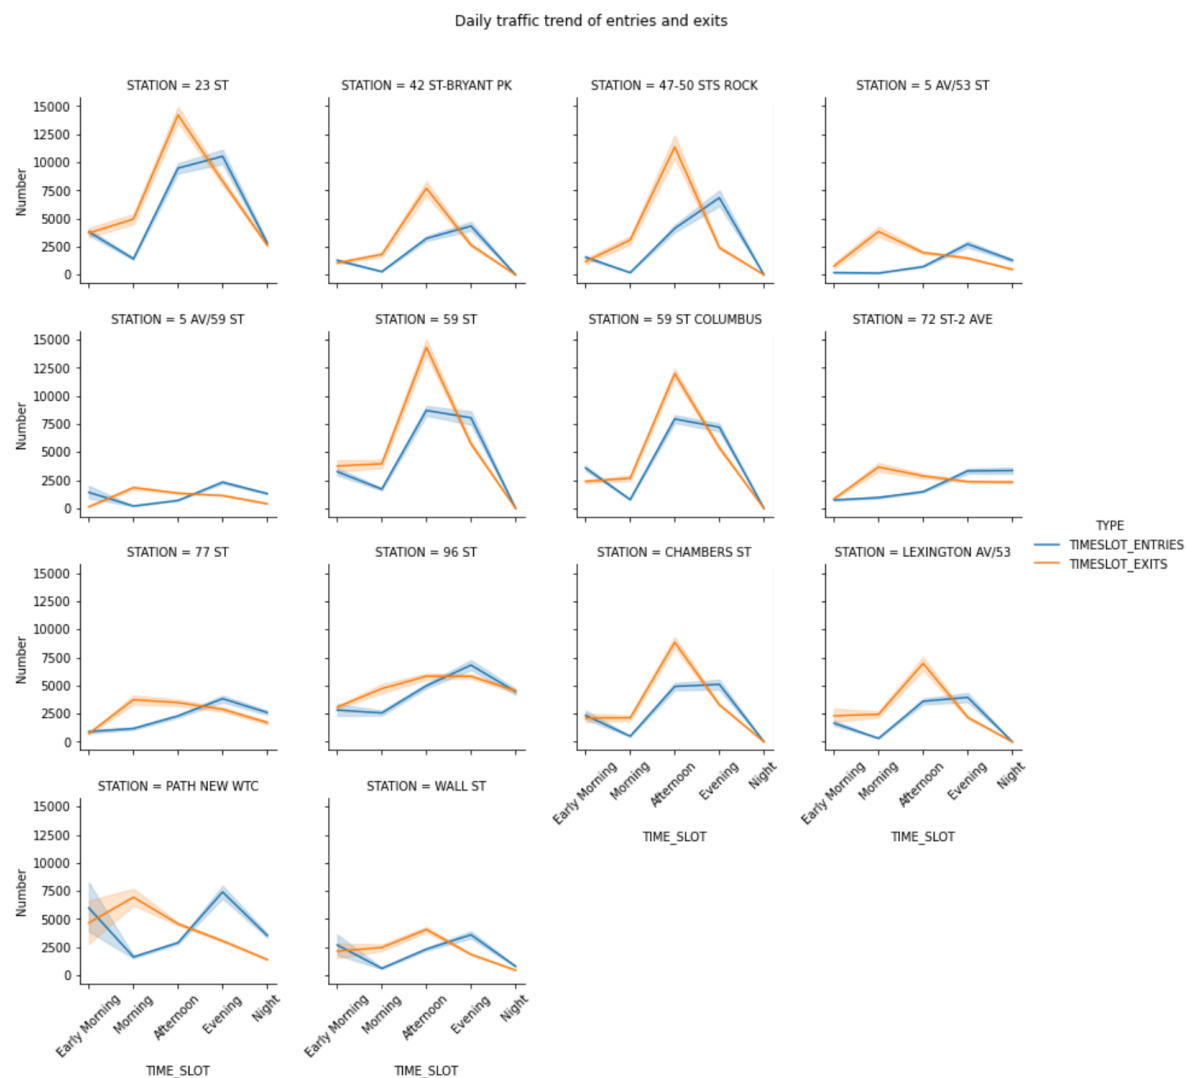 Daily traffic trend of entries and exits
STATION = 23 ST
STATION = 42 ST-BRYANT PK
STATION = 47-50 STS ROCK
STATION = 5 AV/53 ST
15000
12500
10000
7500
5000
2500
0
Number
STATION = 5 AV/59 ST
STATION = 59 ST
STATION = 59 ST COLUMBUS
STATION = 72 ST-2 AVE
15000
12500
10000
7500
5000
2500
0
Number
TYPE
TIMESLOT_ENTRIES
TIMESLOT_EXITS
STATION = 77 ST
STATION = 96 ST
STATION = CHAMBERS ST
STATION = LEXINGTON AV/53
15000
12500
10000
7500
5000
2500
0
Number
Early Morning
Morning
Afternoon
Evening
Night
TIME_SLOT
Early Morning
Morning
Afternoon
Evening
Night
TIME_SLOT
STATION = PATH NEW WTC
STATION = WALL ST
15000
12500
10000
7500
5000
2500
0
Number
Early Morning
Morning
Afternoon
Evening
Night
TIME_SLOT
Early Morning
Morning
Afternoon
Evening
Night
TIME_SLOT